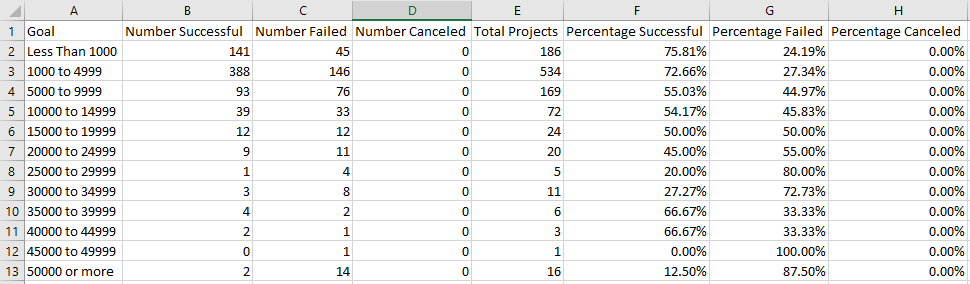 A B C D E F G H
1 Goal Number Successful Number Failed Number Canceled Total Projects Percentage Successful Percentage Failed Percentage Canceled
2 Less Than 1000 141 45 0 186 75.81% 24.19% 0.00%
3 1000 to 4999 388 146 0 534 72.66% 27.34% 0.00%
4 5000 to 9999 93 76 0 169 55.03% 44.97% 0.00%
5 10000 to 14999 39 33 0 72 54.17% 45.83% 0.00%
6 15000 to 19999 12 12 0 24 50.00% 50.00% 0.00%
7 20000 to 24999 9 11 0 20 45.00% 55.00% 0.00%
8 25000 to 29999 1 4 0 5 20.00% 80.00% 0.00%
9 30000 to 34999 3 8 0 11 27.27% 72.73% 0.00%
10 35000 to 39999 4 2 0 6 66.67% 33.33% 0.00%
11 40000 to 44999 2 1 0 3 66.67% 33.33% 0.00%
12 45000 to 49999 0 1 0 1 0.00% 100.00% 0.00%
13 50000 or more 2 14 0 16 12.50% 87.50% 0.00%